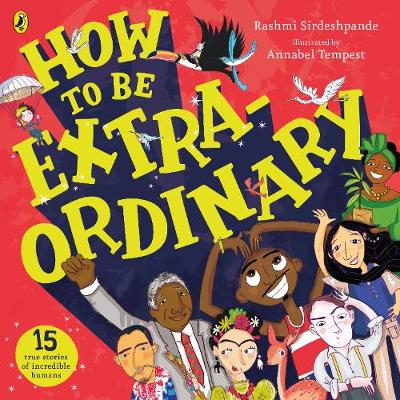 Rashmi Sirdeshpande
illustrated by
Annabel Tempest
HOW
TO BE
EXTRA-
ORDINARY
15
true stories
of incredible
humans